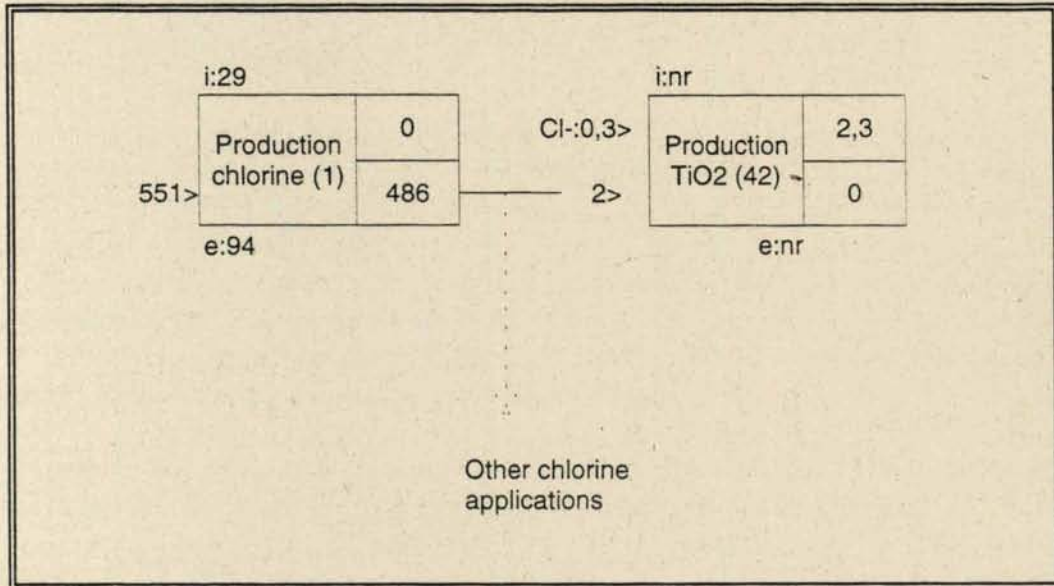 i:29
Production
chlorine (1)
0
551>
486
e:94
i:nr
Cl-:0,3>
Production
TiO2 (42)
2,3
2>
0
e:nr
Other chlorine
applications